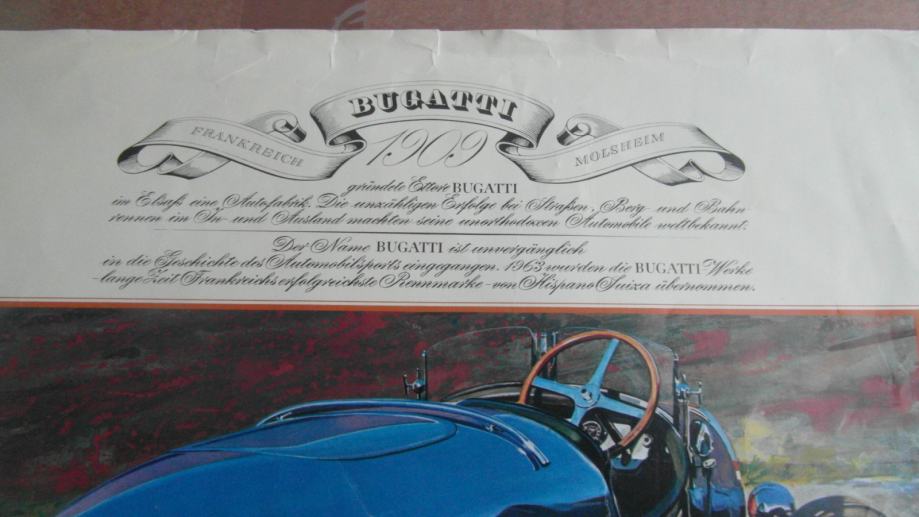 BUGATTI
FRANKREICH 1909 MOLSHEIM
gründete Ettore BUGATTI
im Elsaß eine Autofabrik. Die unzähligen Erfolge bei Straßen-, Berg- und Bahn-
rennen im In- und Ausland machten seine unorthodoxen Automobile weltbekannt.
Der Name BUGATTI ist unvergänglich
in die Geschichte des Automobilsports eingegangen. 1963 wurden die BUGATTI-Werke
-lange Zeit Frankreichs erfolgreichste Rennmarke- von Hispano Suiza übernommen.